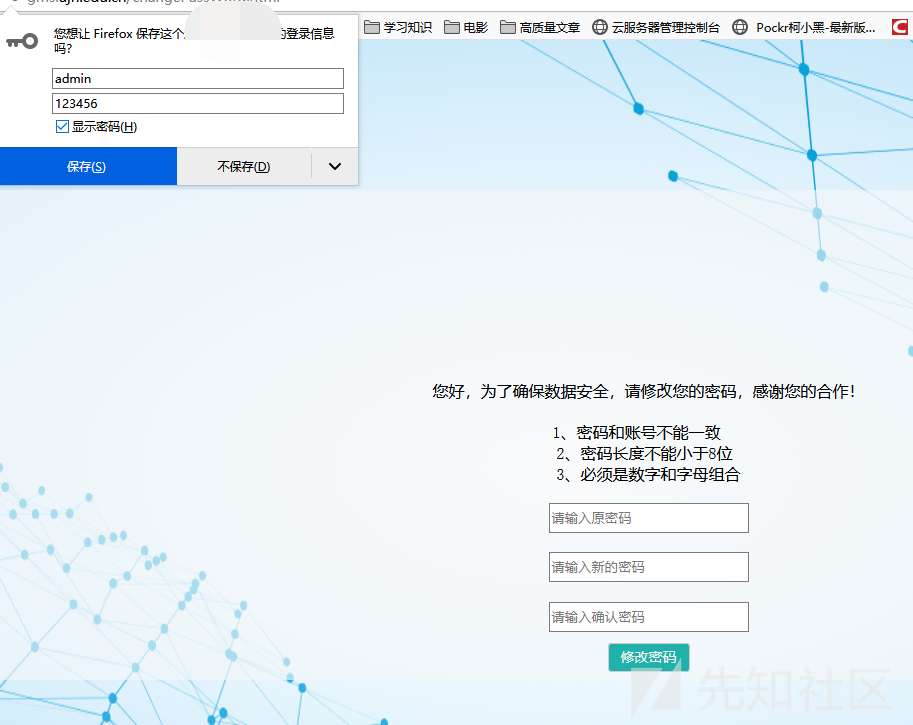 您想让 Firefox 保存这个
的登录信息
吗?
admin
123456
显示密码(H)
保存(S)
不保存(D)
学习知识
电影
高质量文章
云服务器管理控制台
Pockr柯小黑-最新版...
您好，为了确保数据安全，请修改您的密码，感谢您的合作！
1、密码和账号不能一致
2、密码长度不能小于8位
3、必须是数字和字母组合
请输入原密码
请输入新的密码
请输入确认密码
修改密码
先知社区